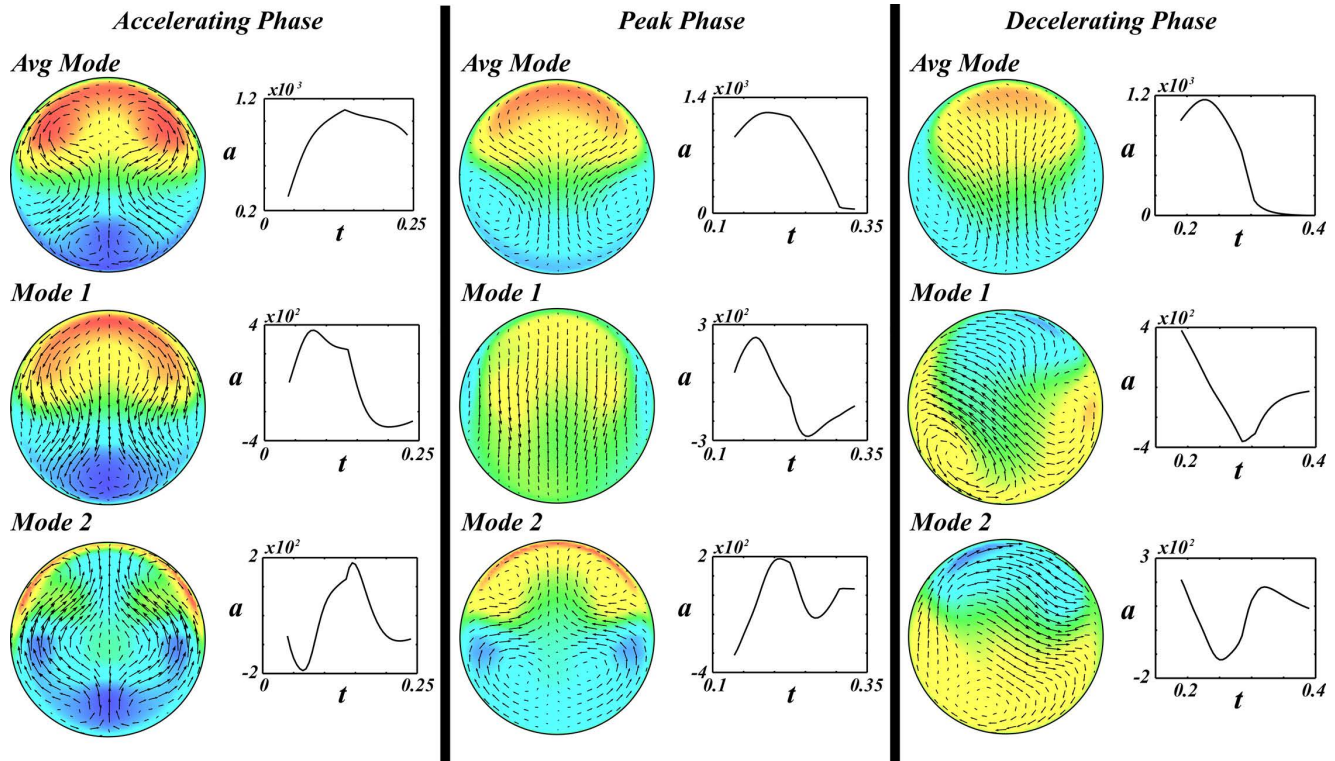 Accelerating Phase
Avg Mode
x10³
1.2
a
0.2
0
t
0.25
Mode 1
x10²
4
a
-4
0
t
0.25
Mode 2
x10²
2
a
-2
0
t
0.25
Peak Phase
Avg Mode
x10³
1.4
a
0
0.1
t
0.35
Mode 1
x10²
3
a
-3
0.1
t
0.35
Mode 2
x10²
2
a
-4
0.1
t
0.35
Decelerating Phase
Avg Mode
x10³
1.2
a
0
0.2
t
0.4
Mode 1
x10²
4
a
-4
0.2
t
0.4
Mode 2
x10²
3
a
-2
0.2
t
0.4